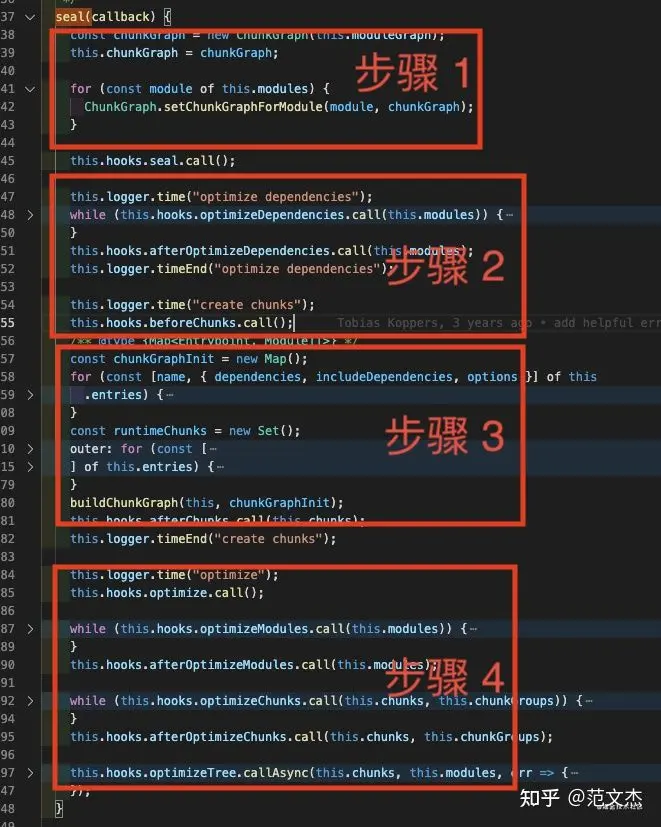 37 seal(callback) {
38 const chunkGraph = new ChunkGraph(this.moduleGraph);
39 this.chunkGraph = chunkGraph;
40
41 for (const module of this.modules) {
42 ChunkGraph.setChunkGraphForModule(module, chunkGraph);
43 }
44
步骤 1
45 this.hooks.seal.call();
46
47 this.logger.time("optimize dependencies");
48 while (this.hooks.optimizeDependencies.call(this.modules)) {…
50 }
51 this.hooks.afterOptimizeDependencies.call(this.modules);
52 this.logger.timeEnd("optimize dependencies");
53
步骤 2
54 this.logger.time("create chunks");
55 this.hooks.beforeChunks.call(); Tobias Koppers, 3 years ago • add helpful err
56 /** @type {Map<Entrypoint, Module[]>} */
57 const chunkGraphInit = new Map();
58 for (const [name, { dependencies, includeDependencies, options }] of this
59 .entries) {…
08 }
09 const runtimeChunks = new Set();
步骤 3
10 outer: for (const […
15 ] of this.entries) {…
79 }
80 buildChunkGraph(this, chunkGraphInit);
81 this.hooks.afterChunks.call(this.chunks);
82 this.logger.timeEnd("create chunks");
83
84 this.logger.time("optimize");
85 this.hooks.optimize.call();
86
87 while (this.hooks.optimizeModules.call(this.modules)) {…
89 }
90 this.hooks.afterOptimizeModules.call(this.modules);
91
步骤 4
92 while (this.hooks.optimizeChunks.call(this.chunks, this.chunkGroups)) {…
94 }
95 this.hooks.afterOptimizeChunks.call(this.chunks, this.chunkGroups);
96
97 this.hooks.optimizeTree.callAsync(this.chunks, this.modules, err => {…
47 });
48 }
知乎 @范文杰